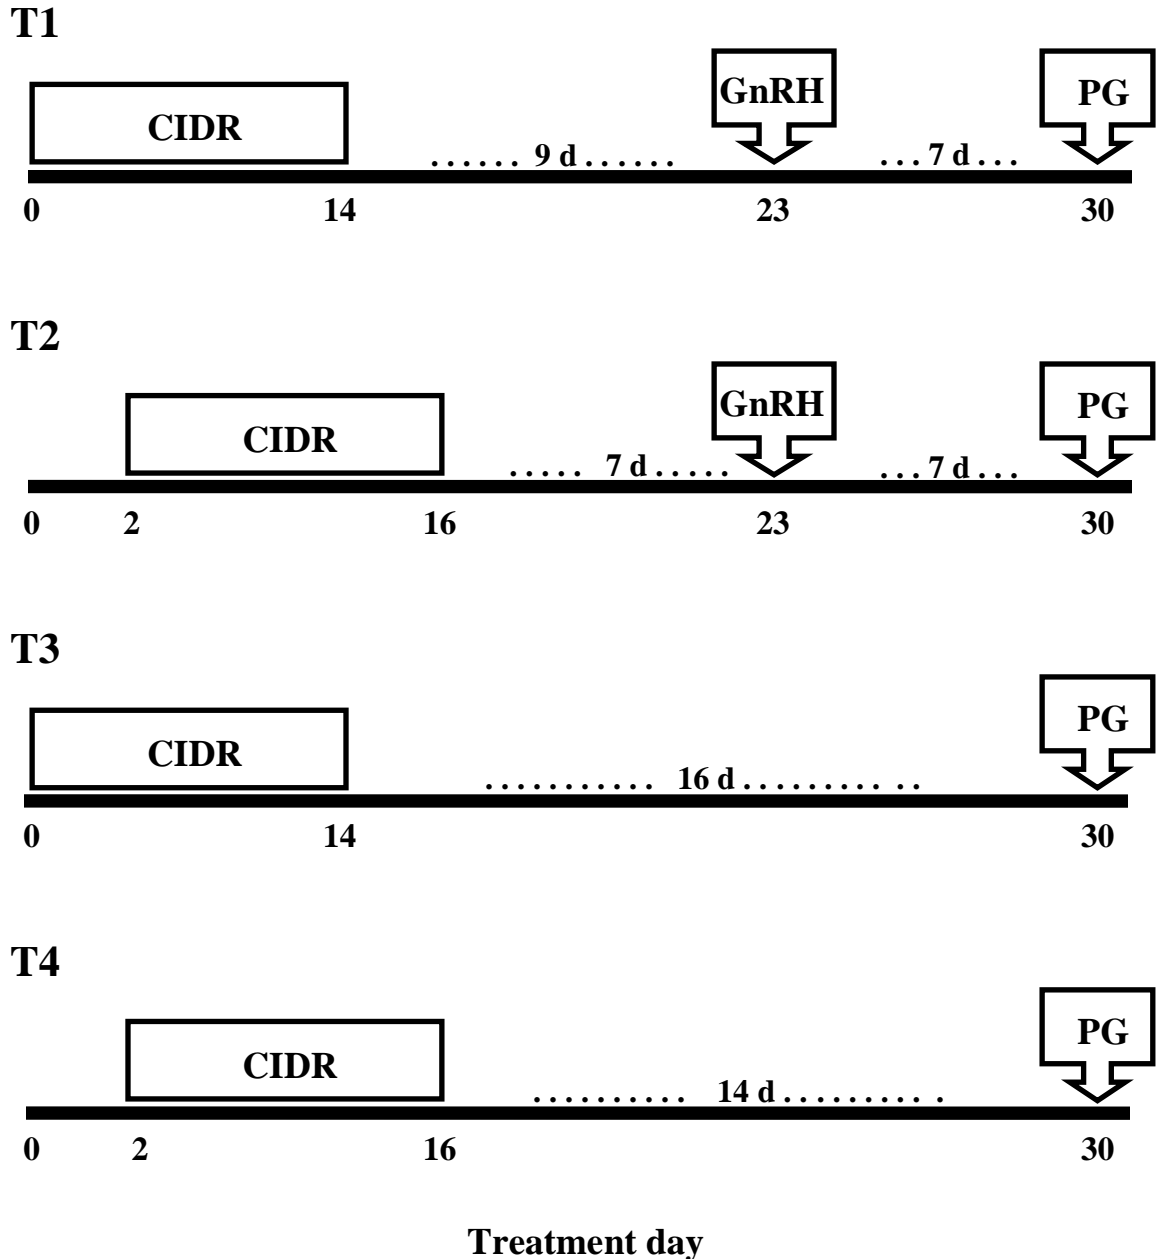 T1
GnRH PG
CIDR
. . . . . . 9 d . . . . . . . . . 7 d . . .
0 14 23 30
T2
GnRH PG
CIDR
. . . . . 7 d . . . . . . . . 7 d . . .
0 2 16 23 30
T3
PG
CIDR
. . . . . . . . . . . 16 d . . . . . . . . . . .
0 14 30
T4
PG
CIDR
. . . . . . . . . . 14 d . . . . . . . . . .
0 2 16 30
Treatment day